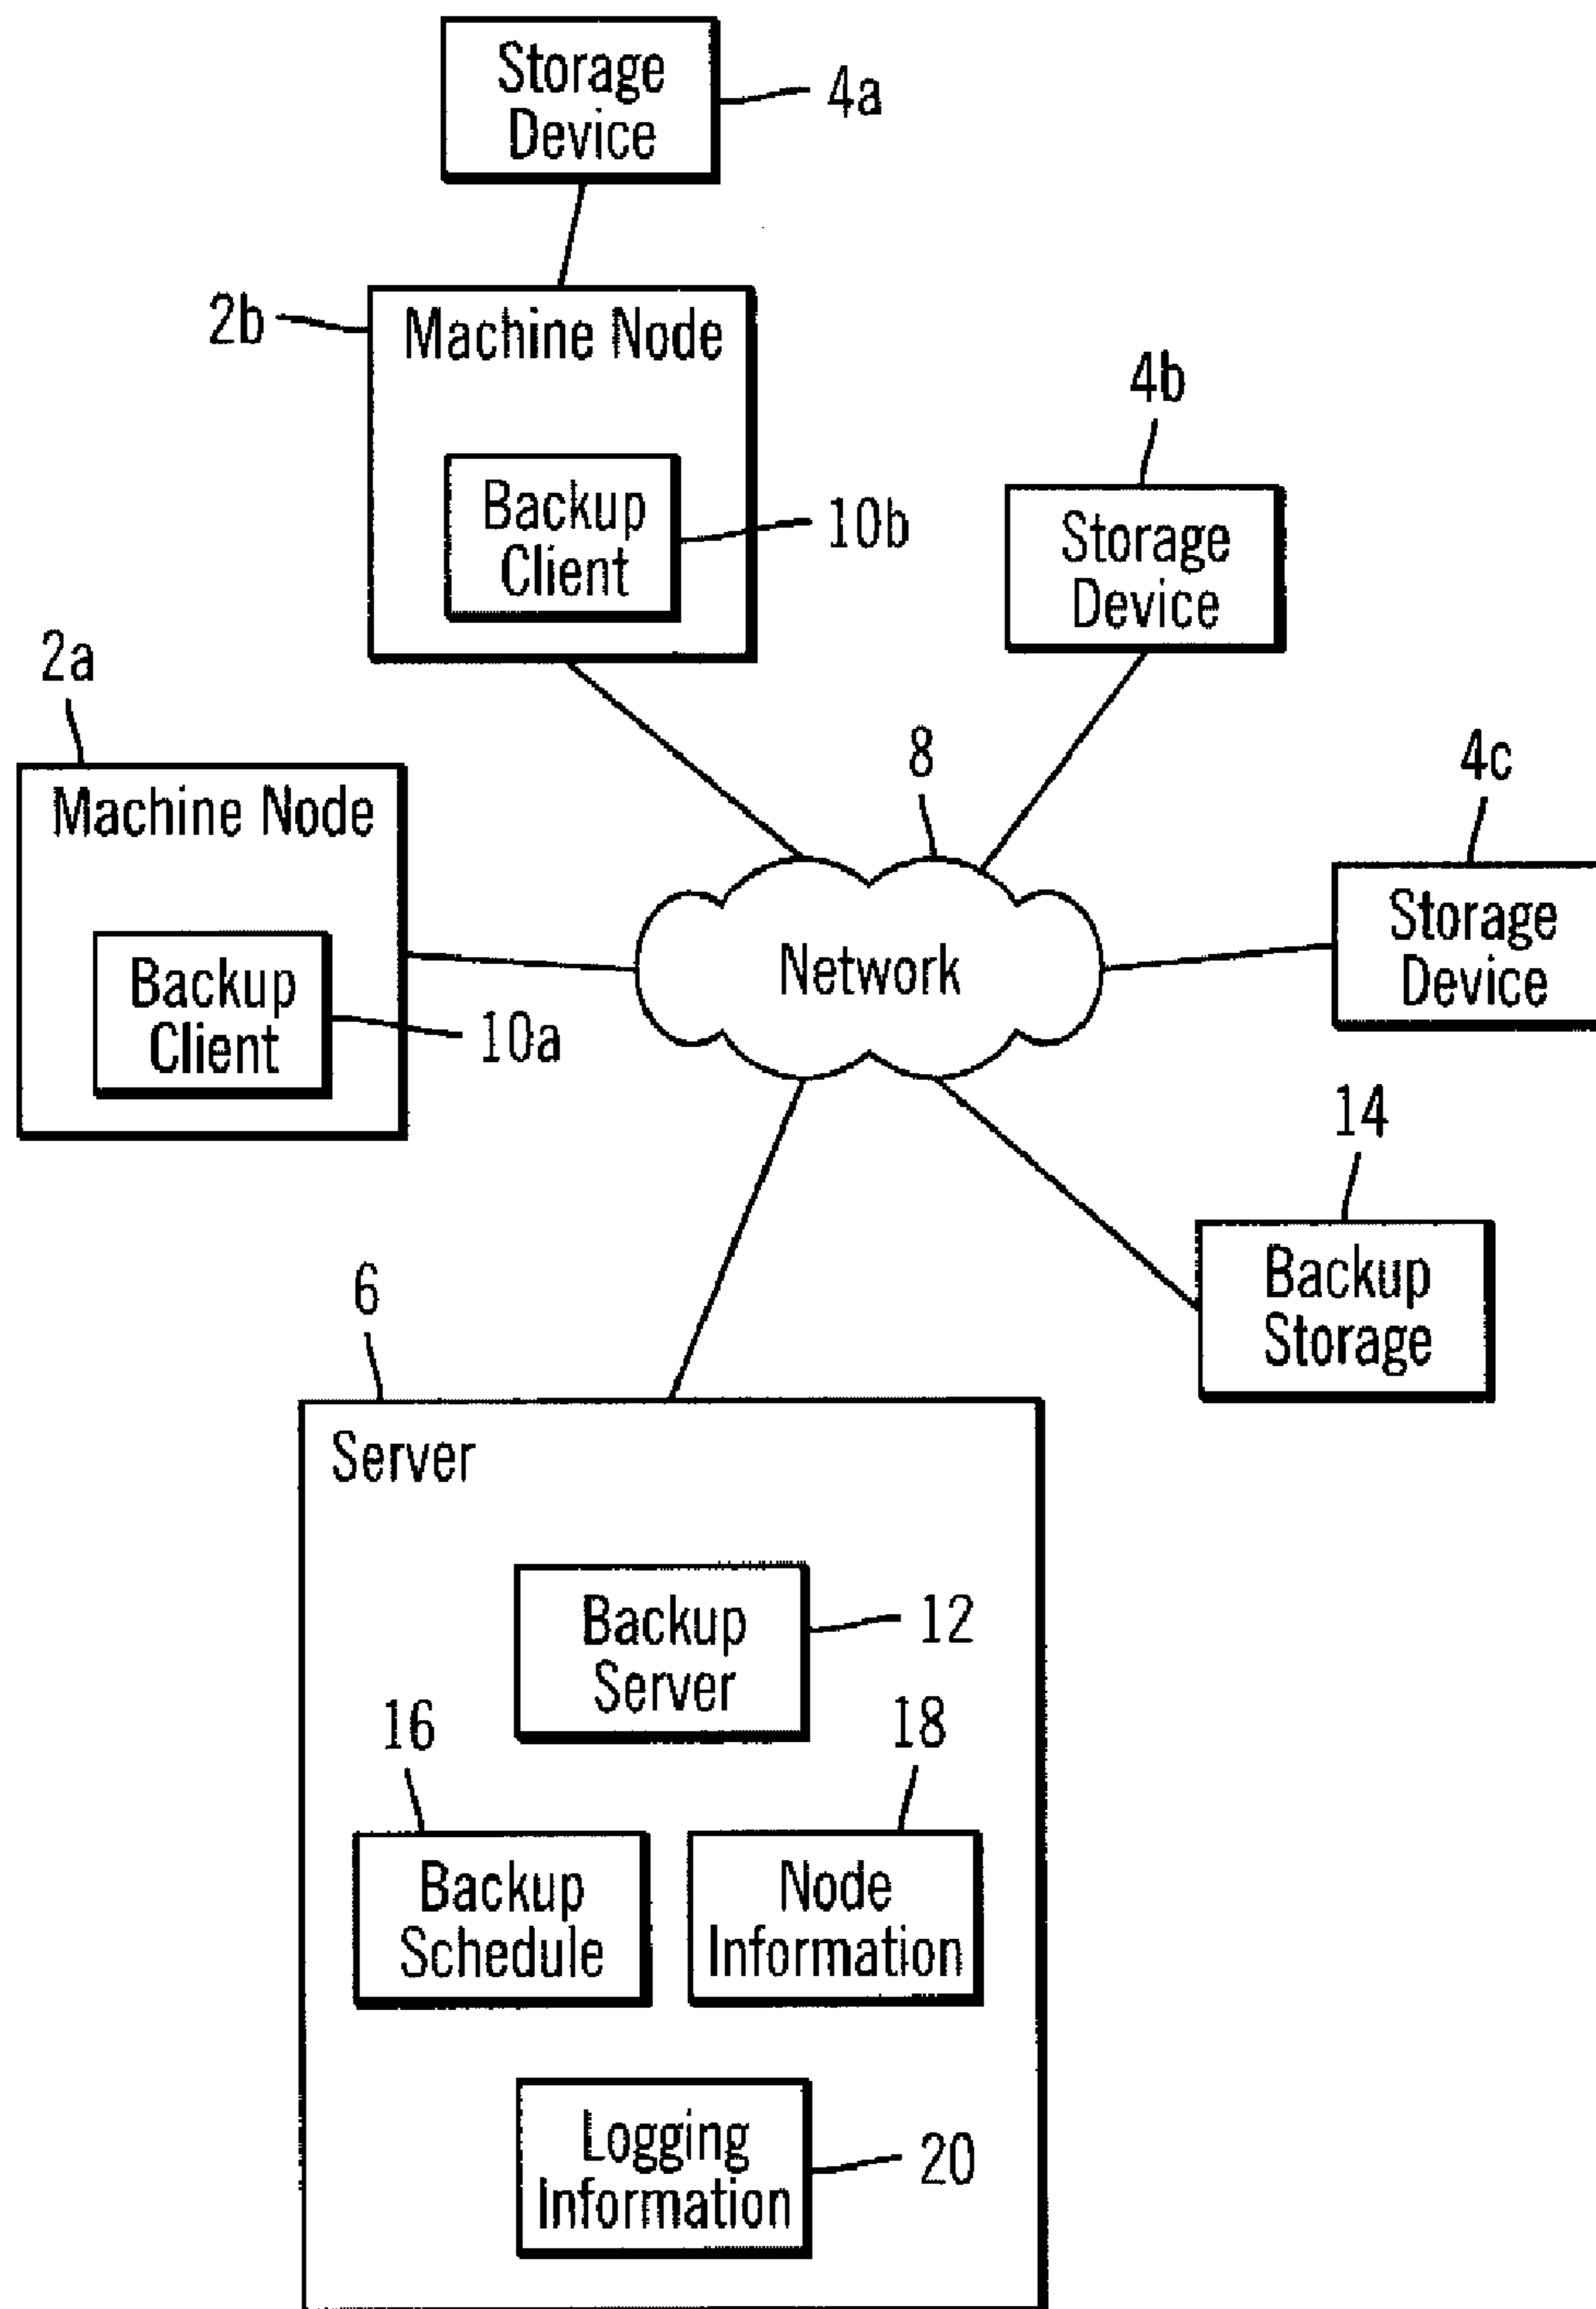 Storage
Device
4a
2b
Machine Node
Backup
Client
10b
4b
Storage
Device
2a
Machine Node
Backup
Client
10a
8
Network
4c
Storage
Device
14
Backup
Storage
6
Server
Backup
Server
12
16
Backup
Schedule
18
Node
Information
Logging
Information
20